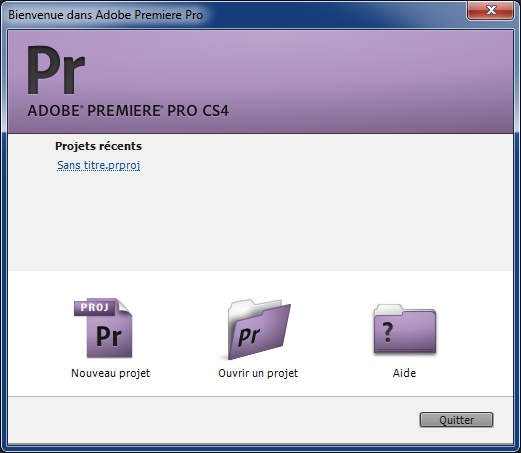 Bienvenue dans Adobe Premiere Pro
Pr
ADOBE® PREMIERE® PRO CS4
Projets récents
Sans titre.prproj
PROJ
Pr
Pr
?
Nouveau projet
Ouvrir un projet
Aide
Quitter